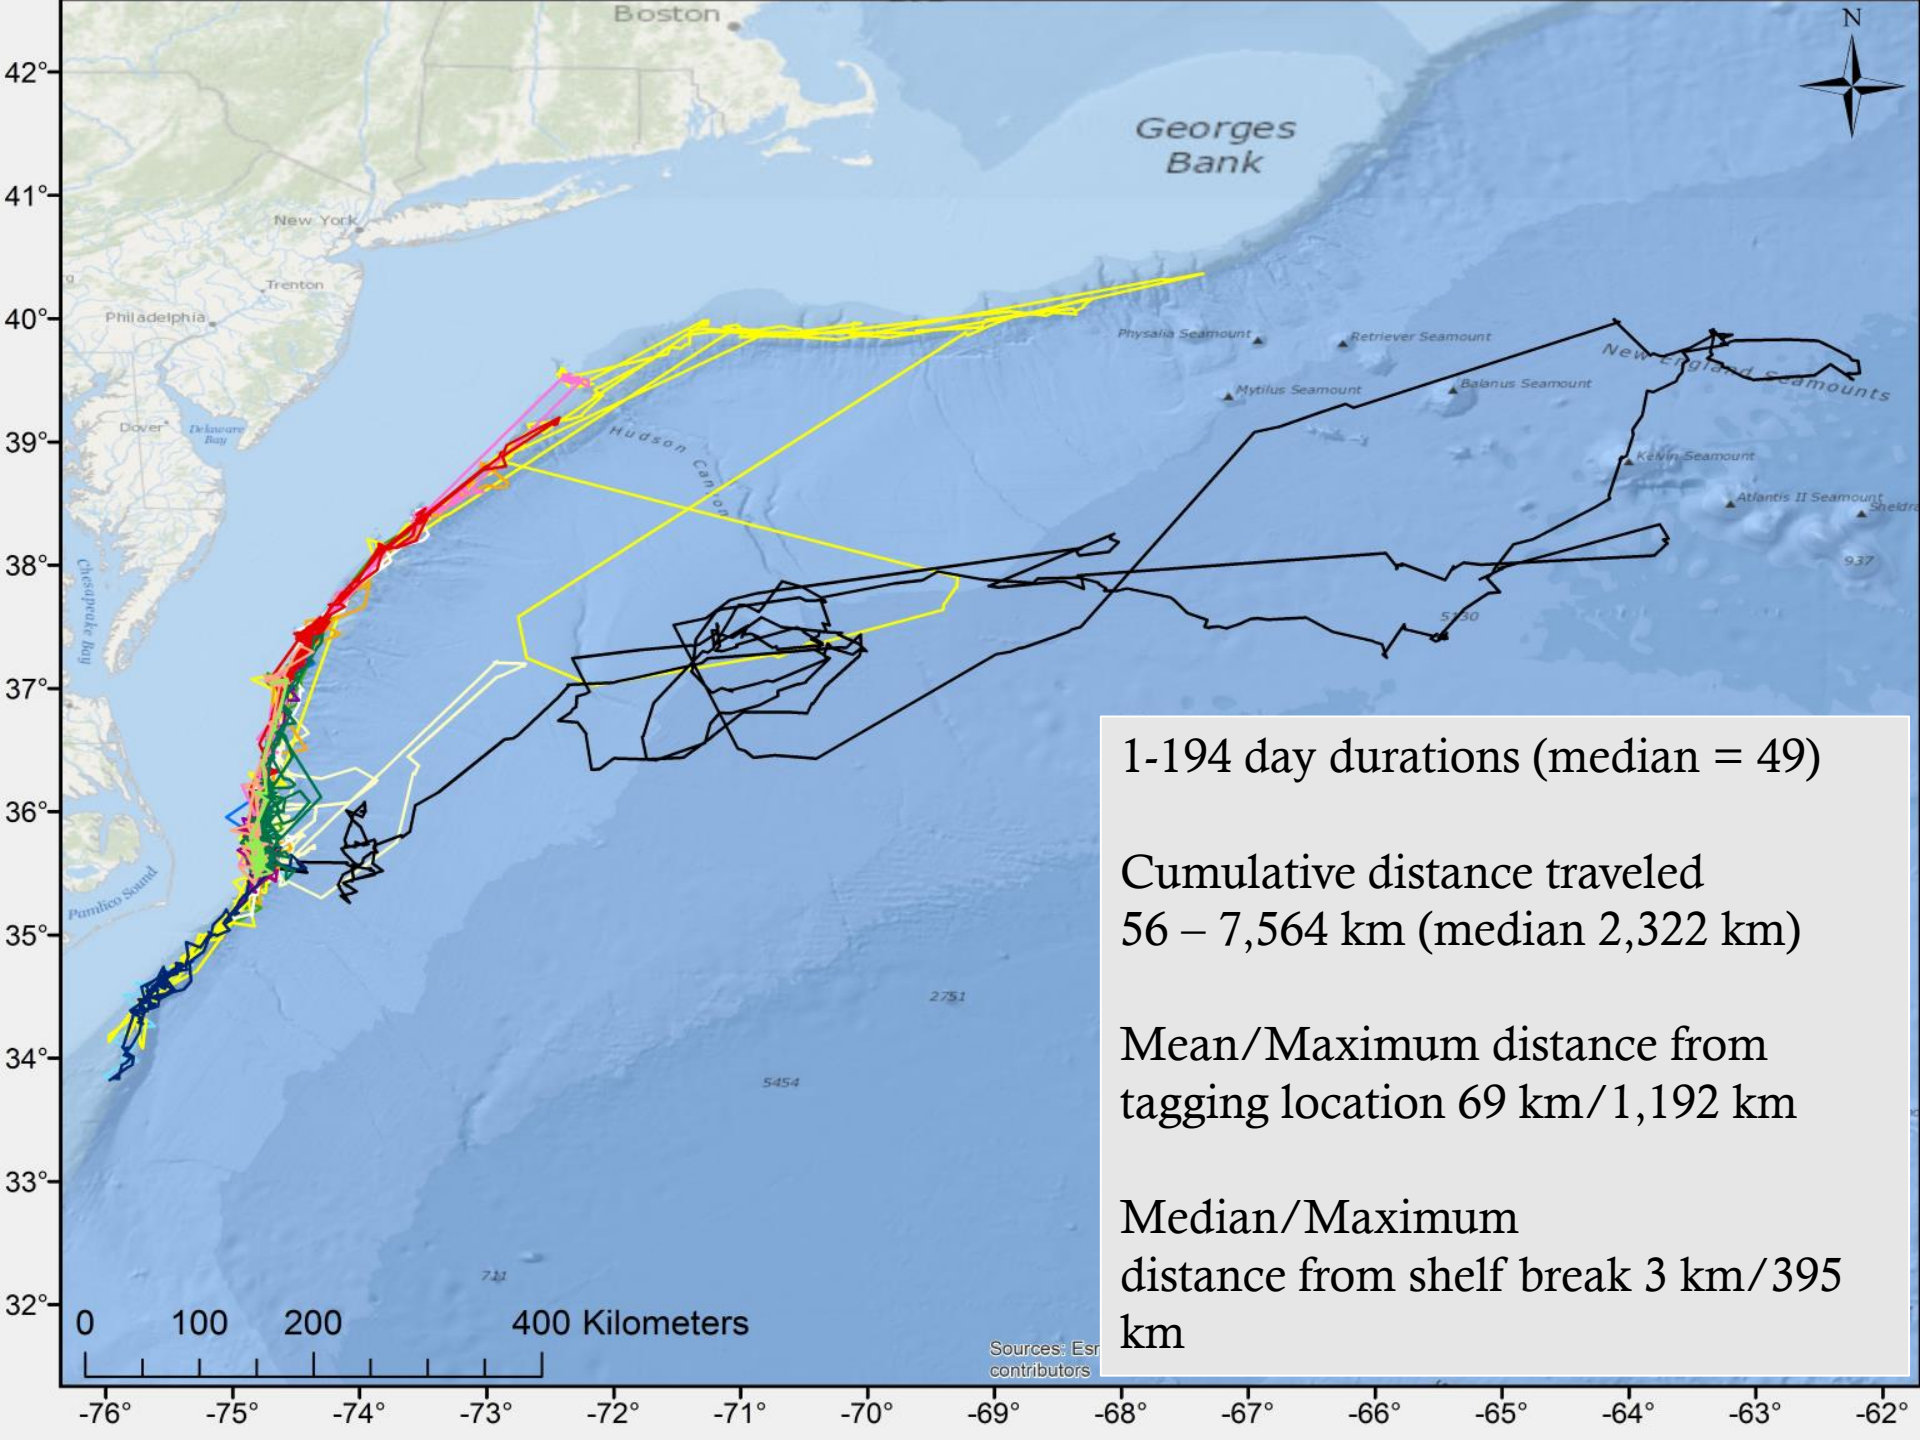 Boston
N
42°
Georges
Bank
41°
New York
Trenton
40°
Philadelphia
Physalia Seamount
Retriever Seamount
New England Seamounts
Mytilus Seamount
Balanus Seamount
39°
Dover
Delaware
Bay
Hudson Canyon
Kelvin Seamount
Atlantis II Seamount
38°
937
Chesapeake Bay
5130
37°
36°
Pamlico Sound
35°
2751
34°
5454
33°
711
32°
0 100 200 400 Kilometers
Sources: Esr
contributors
1-194 day durations (median = 49)
Cumulative distance traveled
56 – 7,564 km (median 2,322 km)
Mean/Maximum distance from
tagging location 69 km/1,192 km
Median/Maximum
distance from shelf break 3 km/395
km
-76° -75° -74° -73° -72° -71° -70° -69° -68° -67° -66° -65° -64° -63° -62°